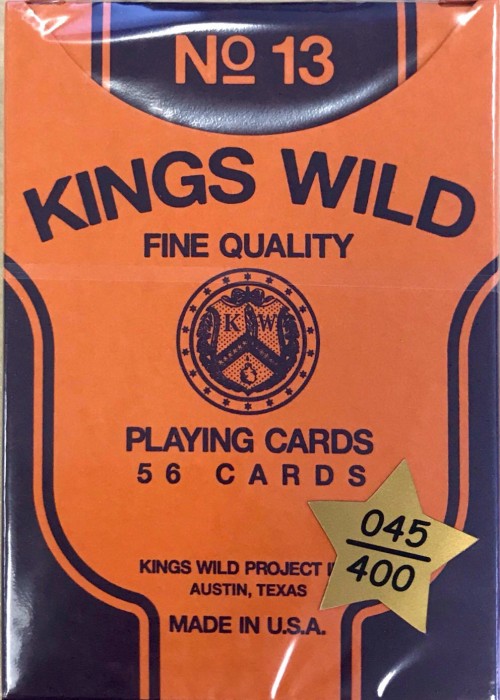 No 13
KINGS WILD
FINE QUALITY
K W
PLAYING CARDS
56 CARDS
045
400
KINGS WILD PROJECT
AUSTIN, TEXAS
MADE IN U.S.A.